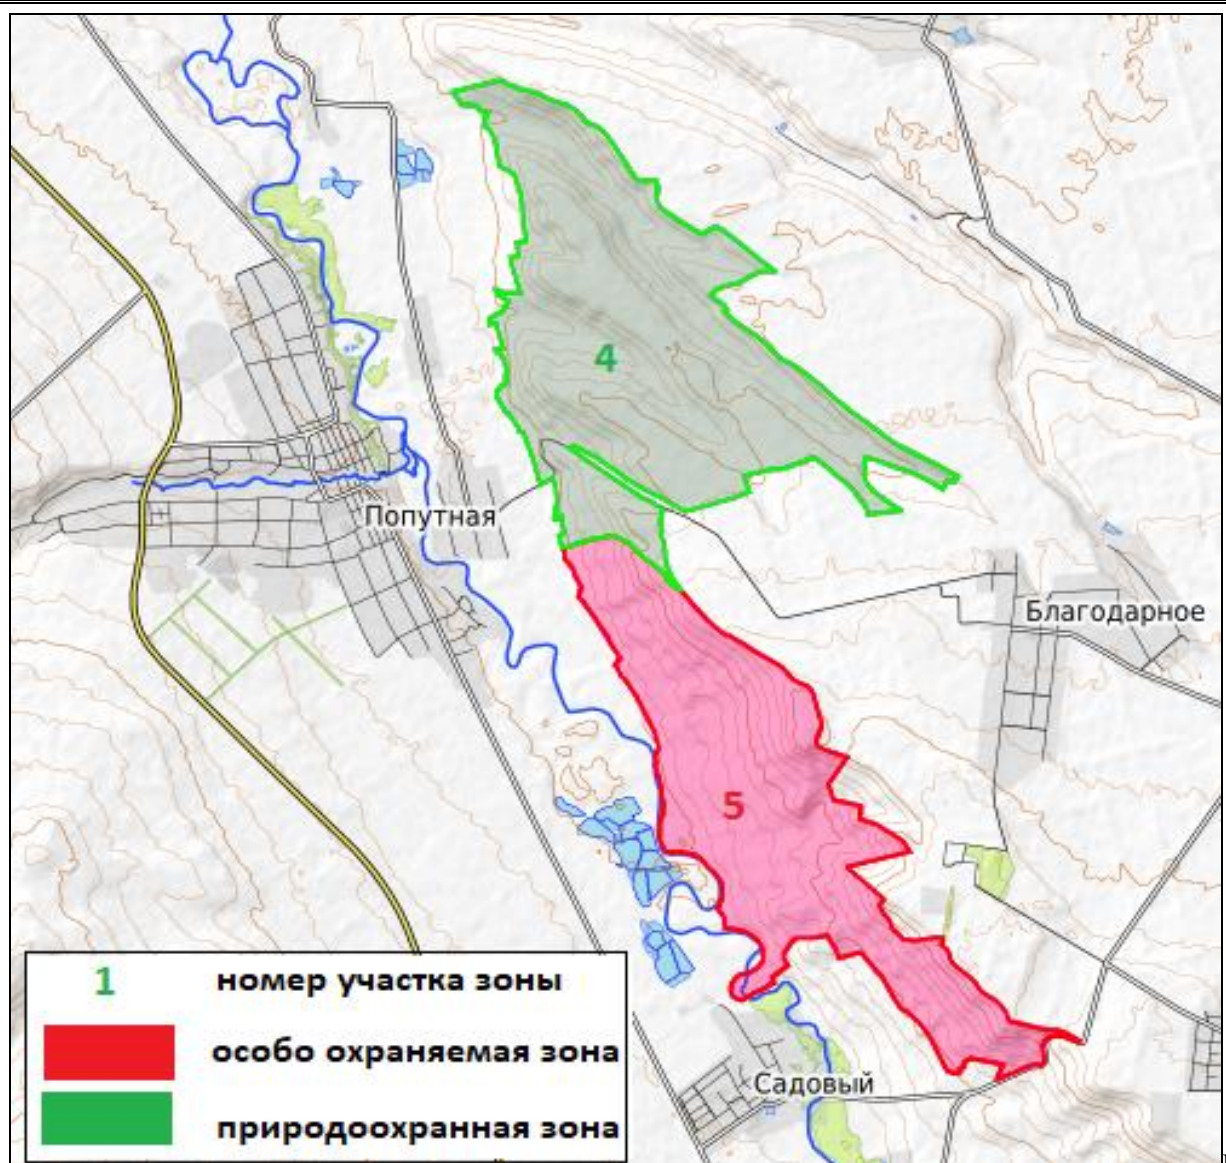 4
Попутная
Благодарное
5
1 номер участка зоны
особо охраняемая зона
Садовый
природоохранная зона